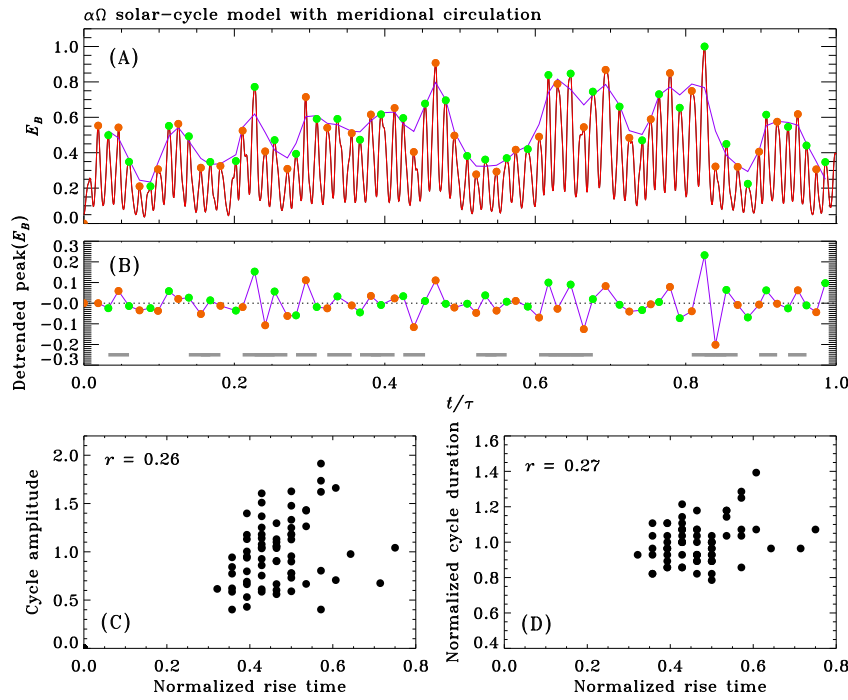 αΩ solar-cycle model with meridional circulation
(A)
E_B
1.0
0.8
0.6
0.4
0.2
0.0
(B)
Detrended peak(E_B)
0.3
0.2
0.1
-0.0
-0.1
-0.2
-0.3
0.0 0.2 0.4 0.6 0.8 1.0
t/τ
r = 0.26
Cycle amplitude
2.0
1.5
1.0
0.5
0.0
(C)
0.0 0.2 0.4 0.6 0.8
Normalized rise time
r = 0.27
Normalized cycle duration
1.6
1.4
1.2
1.0
0.8
0.6
0.4
(D)
0.0 0.2 0.4 0.6 0.8
Normalized rise time